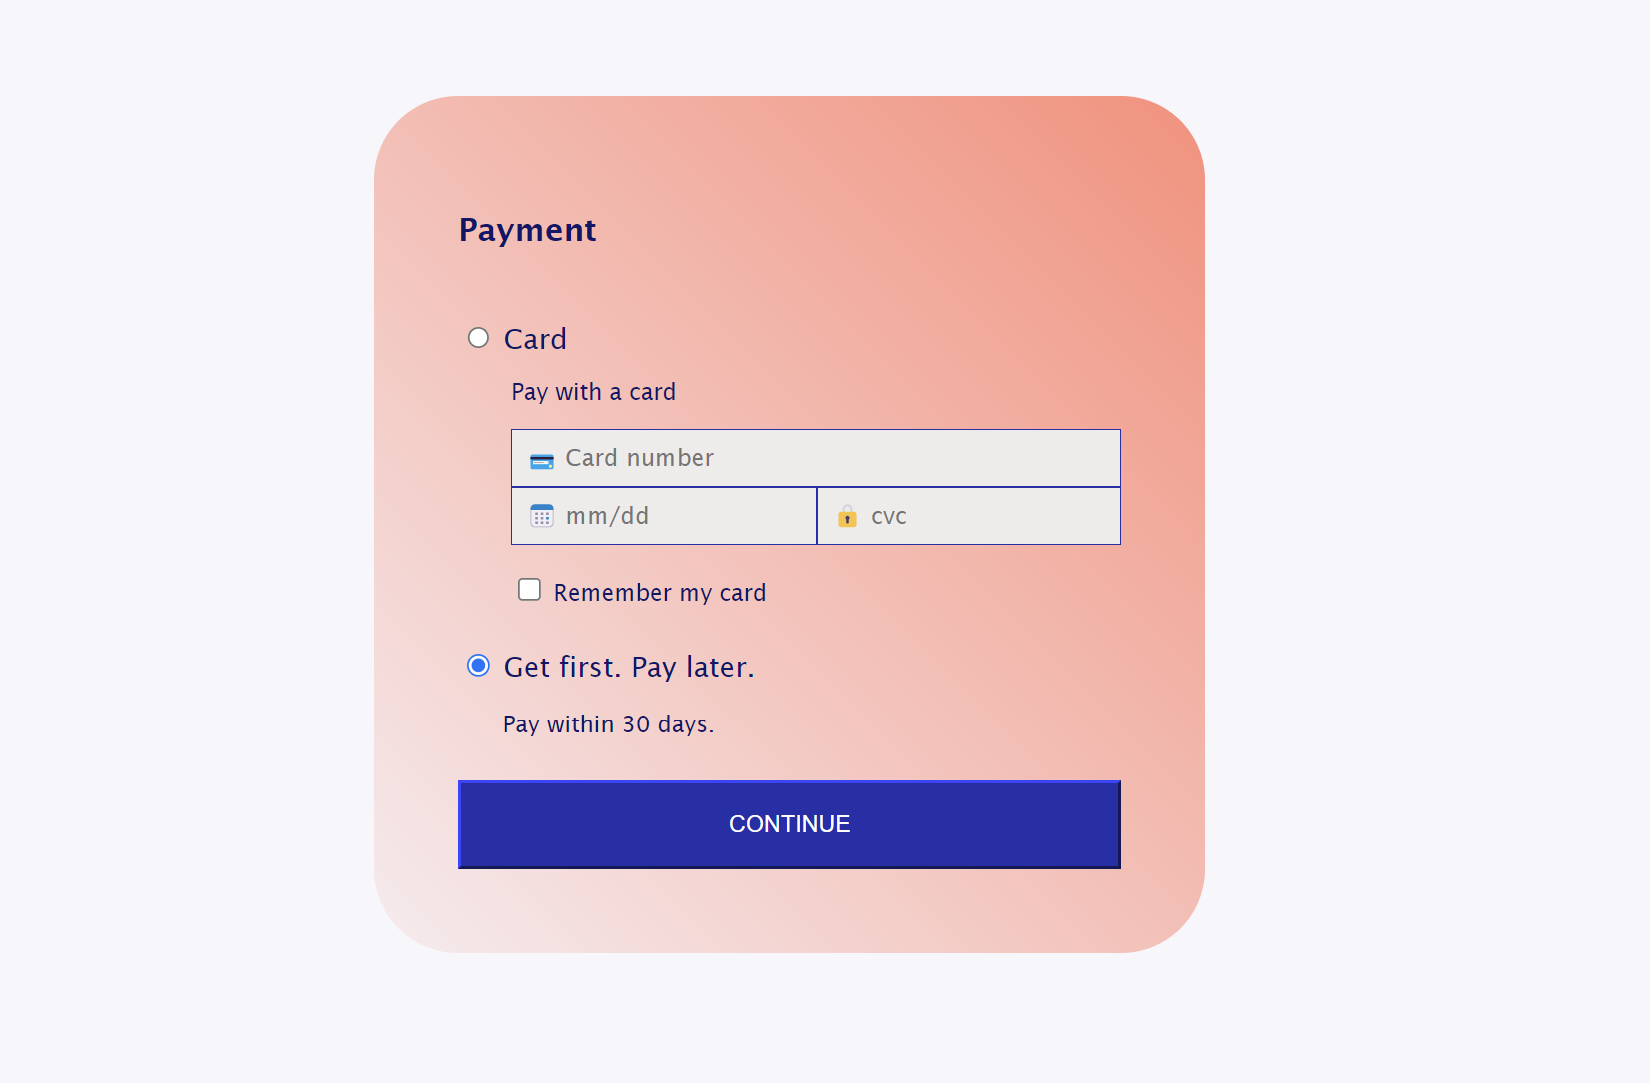 Payment
Card
Pay with a card
Card number
mm/dd
cvc
Remember my card
Get first. Pay later.
Pay within 30 days.
CONTINUE